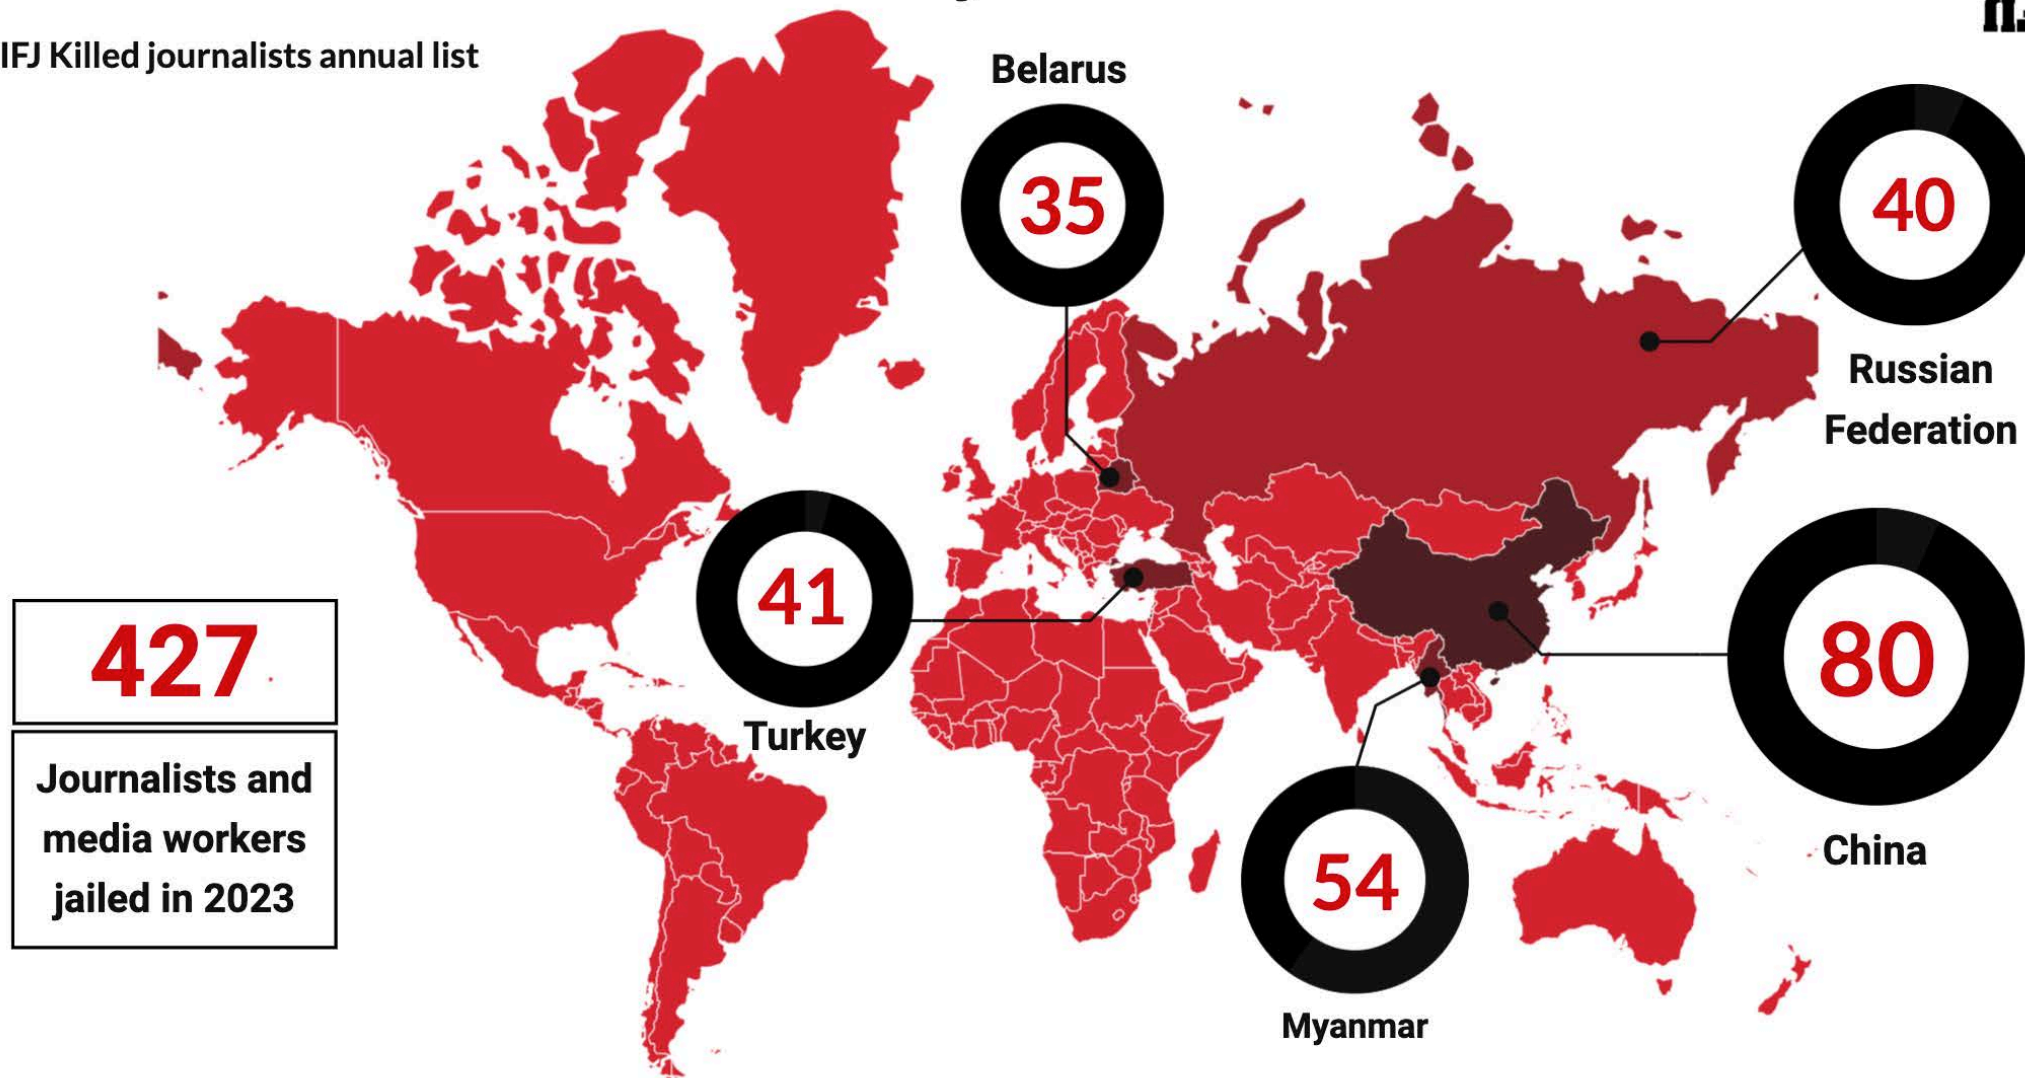 IFJ Killed journalists annual list
Belarus
35
40
Russian
Federation
41
Turkey
427
Journalists and
media workers
jailed in 2023
80
China
54
Myanmar